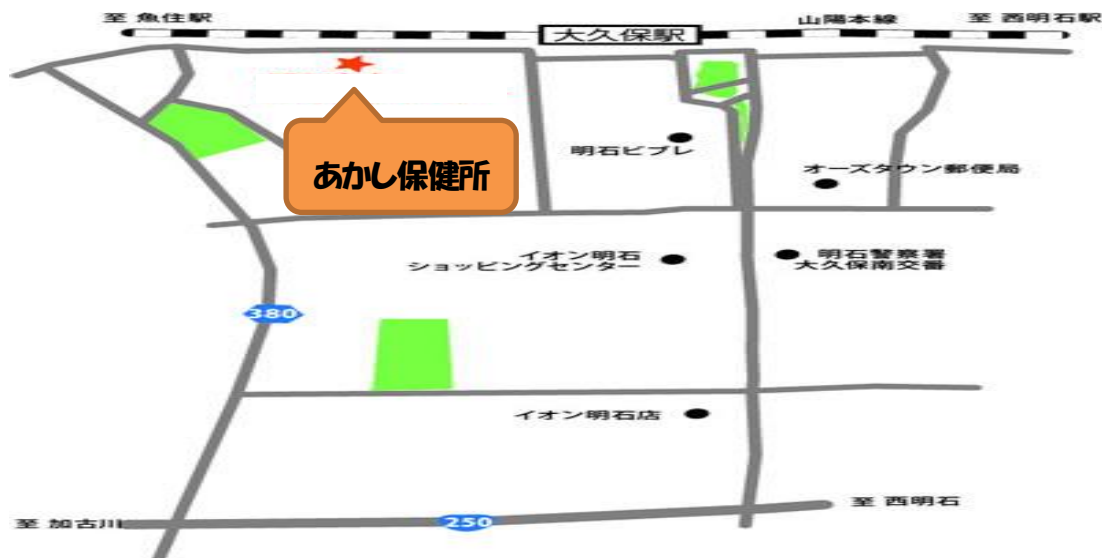 至 魚住駅
大久保駅
山陽本線
至 西明石駅
明石ビブレ
あかし保健所
オーズタウン郵便局
イオン明石
ショッピングセンター
明石警察署
大久保南交番
380
イオン明石店
至 西明石
至 加古川
250